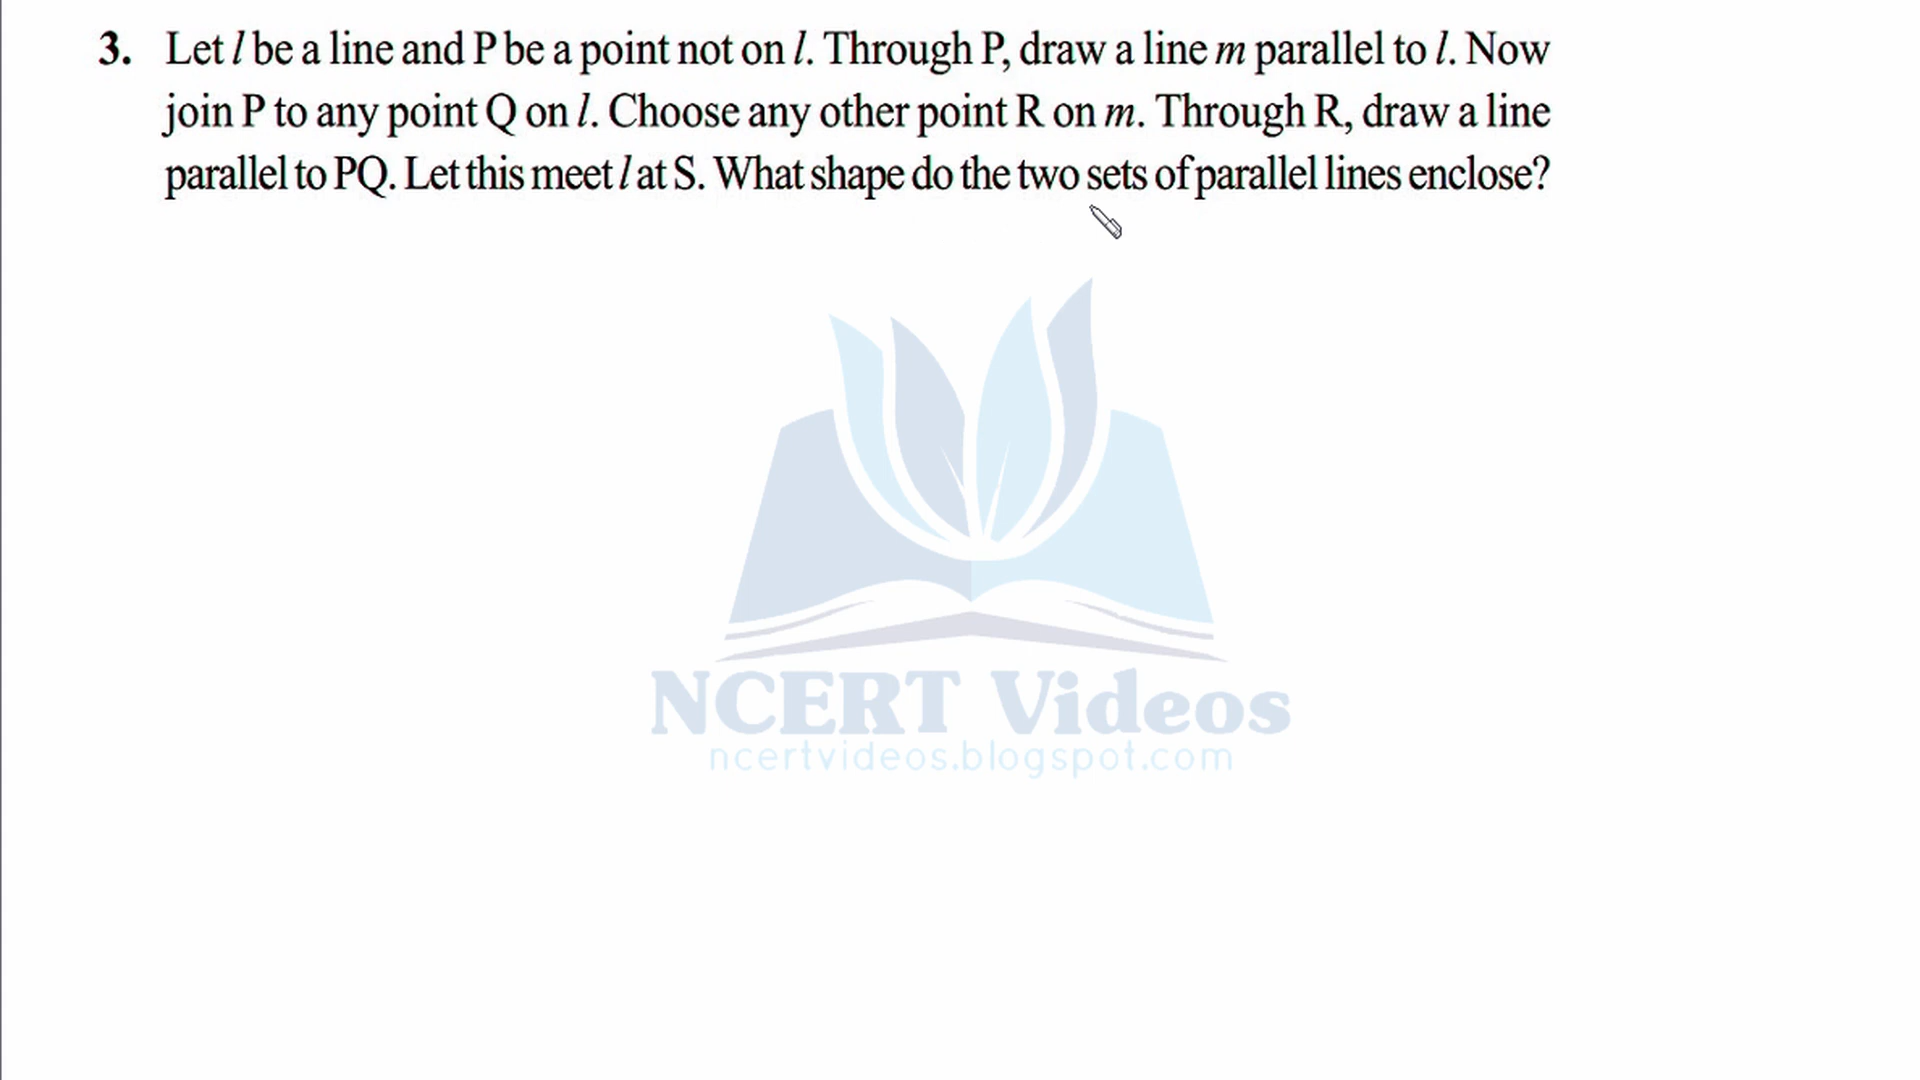 3. Let l be a line and P be a point not on l. Through P, draw a line m parallel to l. Now
join P to any point Q on l. Choose any other point R on m. Through R, draw a line
parallel to PQ. Let this meet l at S. What shape do the two sets of parallel lines enclose?
NCERT Videos
ncertvideos.blogspot.com